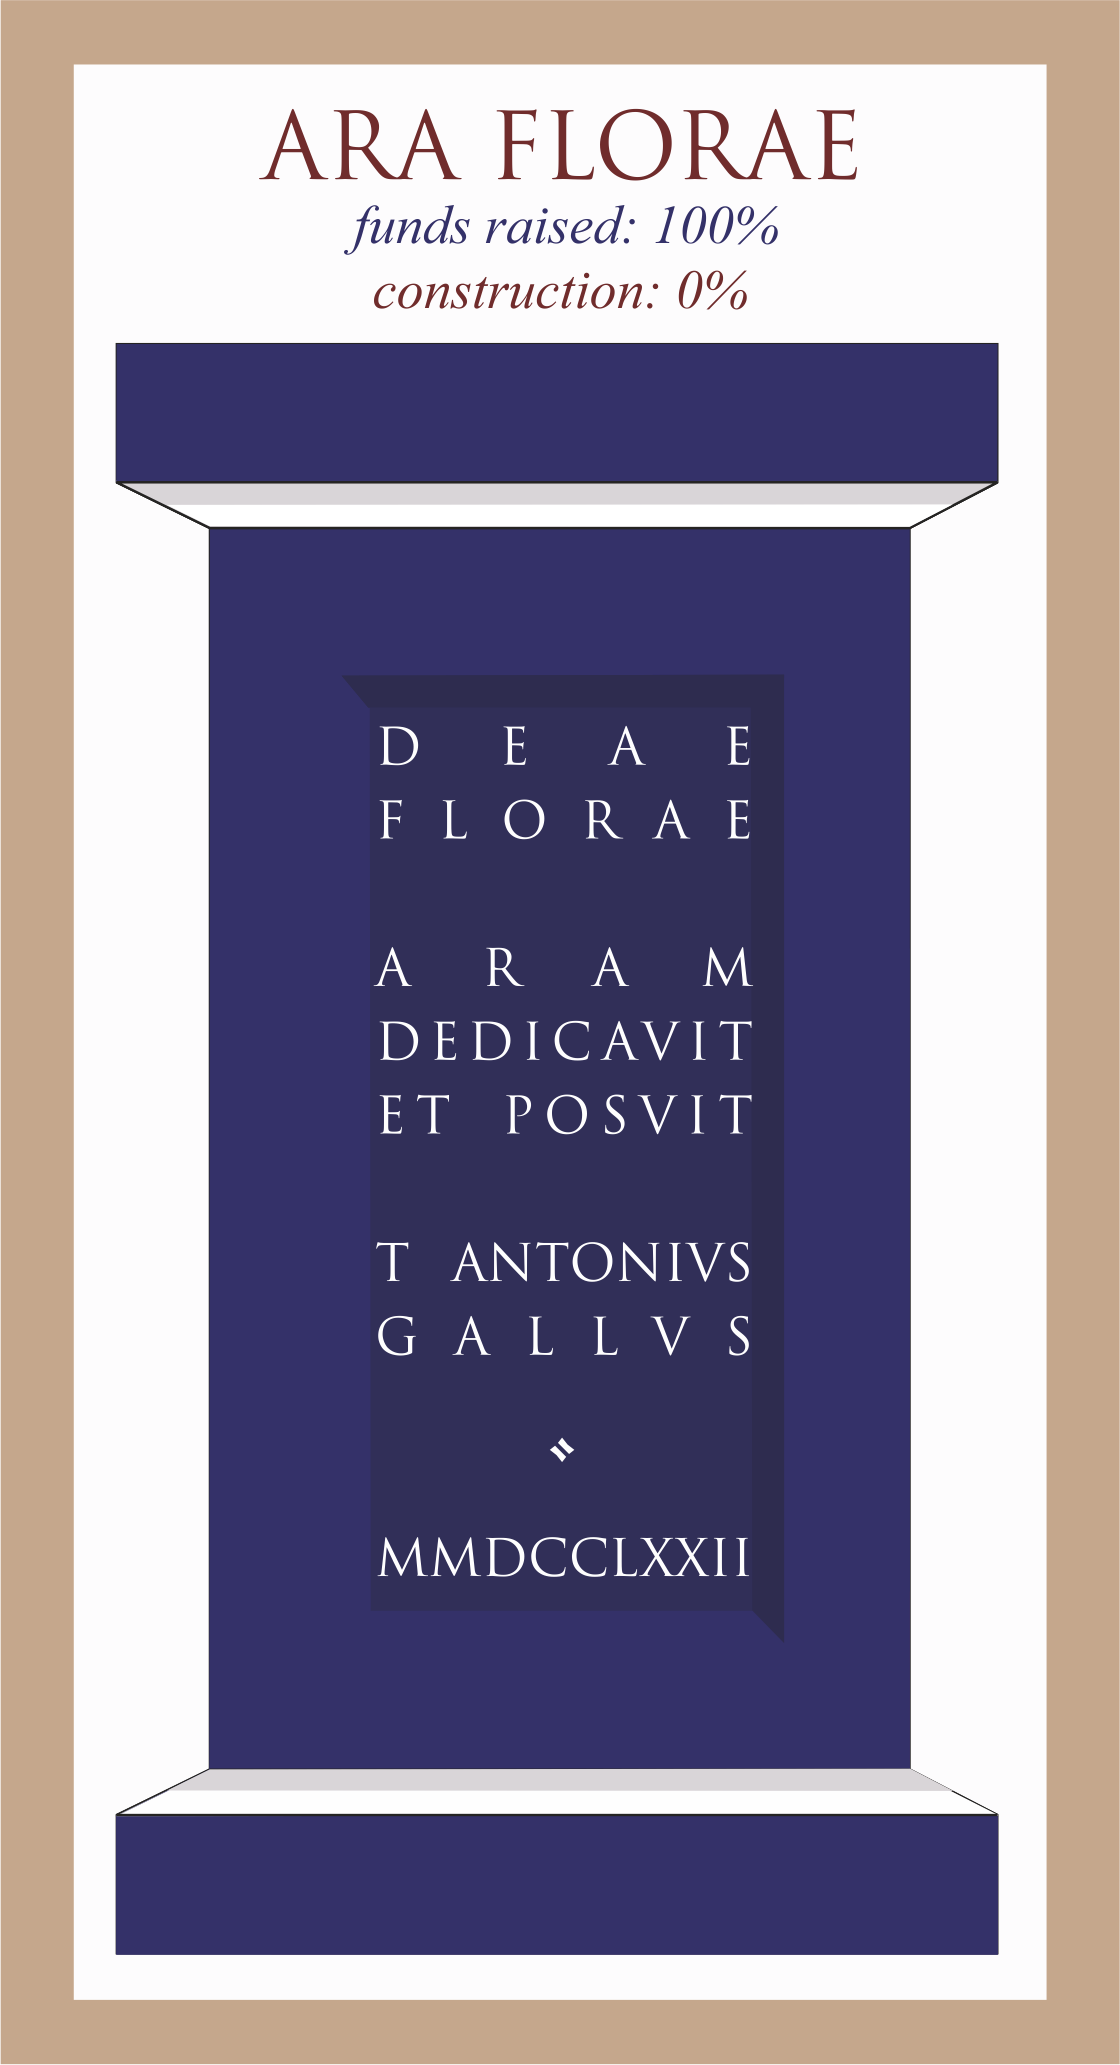 ARA FLORAE
funds raised: 100%
construction: 0%
DEAE
FLORAE
ARAM
DEDICAVIT
ET POSVIT
T ANTONIVS
GALLVS
MMDCCLXXII